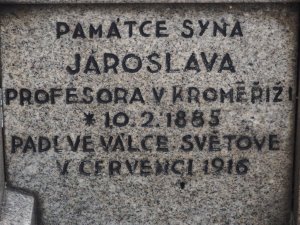 PAMÁTCE SYNA
JAROSLAVA
PROFESORA V KROMĚŘÍŽI
* 10.2.1885
PADL VE VÁLCE SVĚTOVÉ
V ČERVENCI 1916